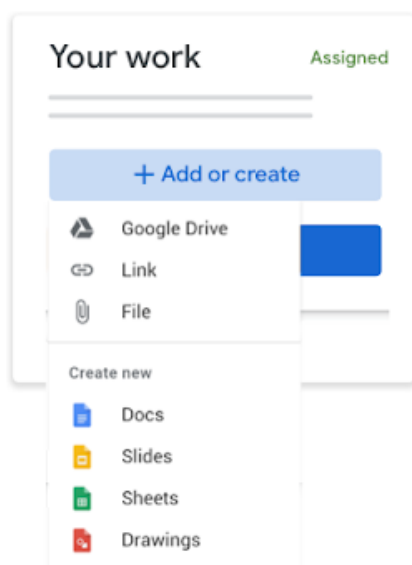 Your work
Assigned
+ Add or create
Google Drive
Link
File
Create new
Docs
Slides
Sheets
Drawings